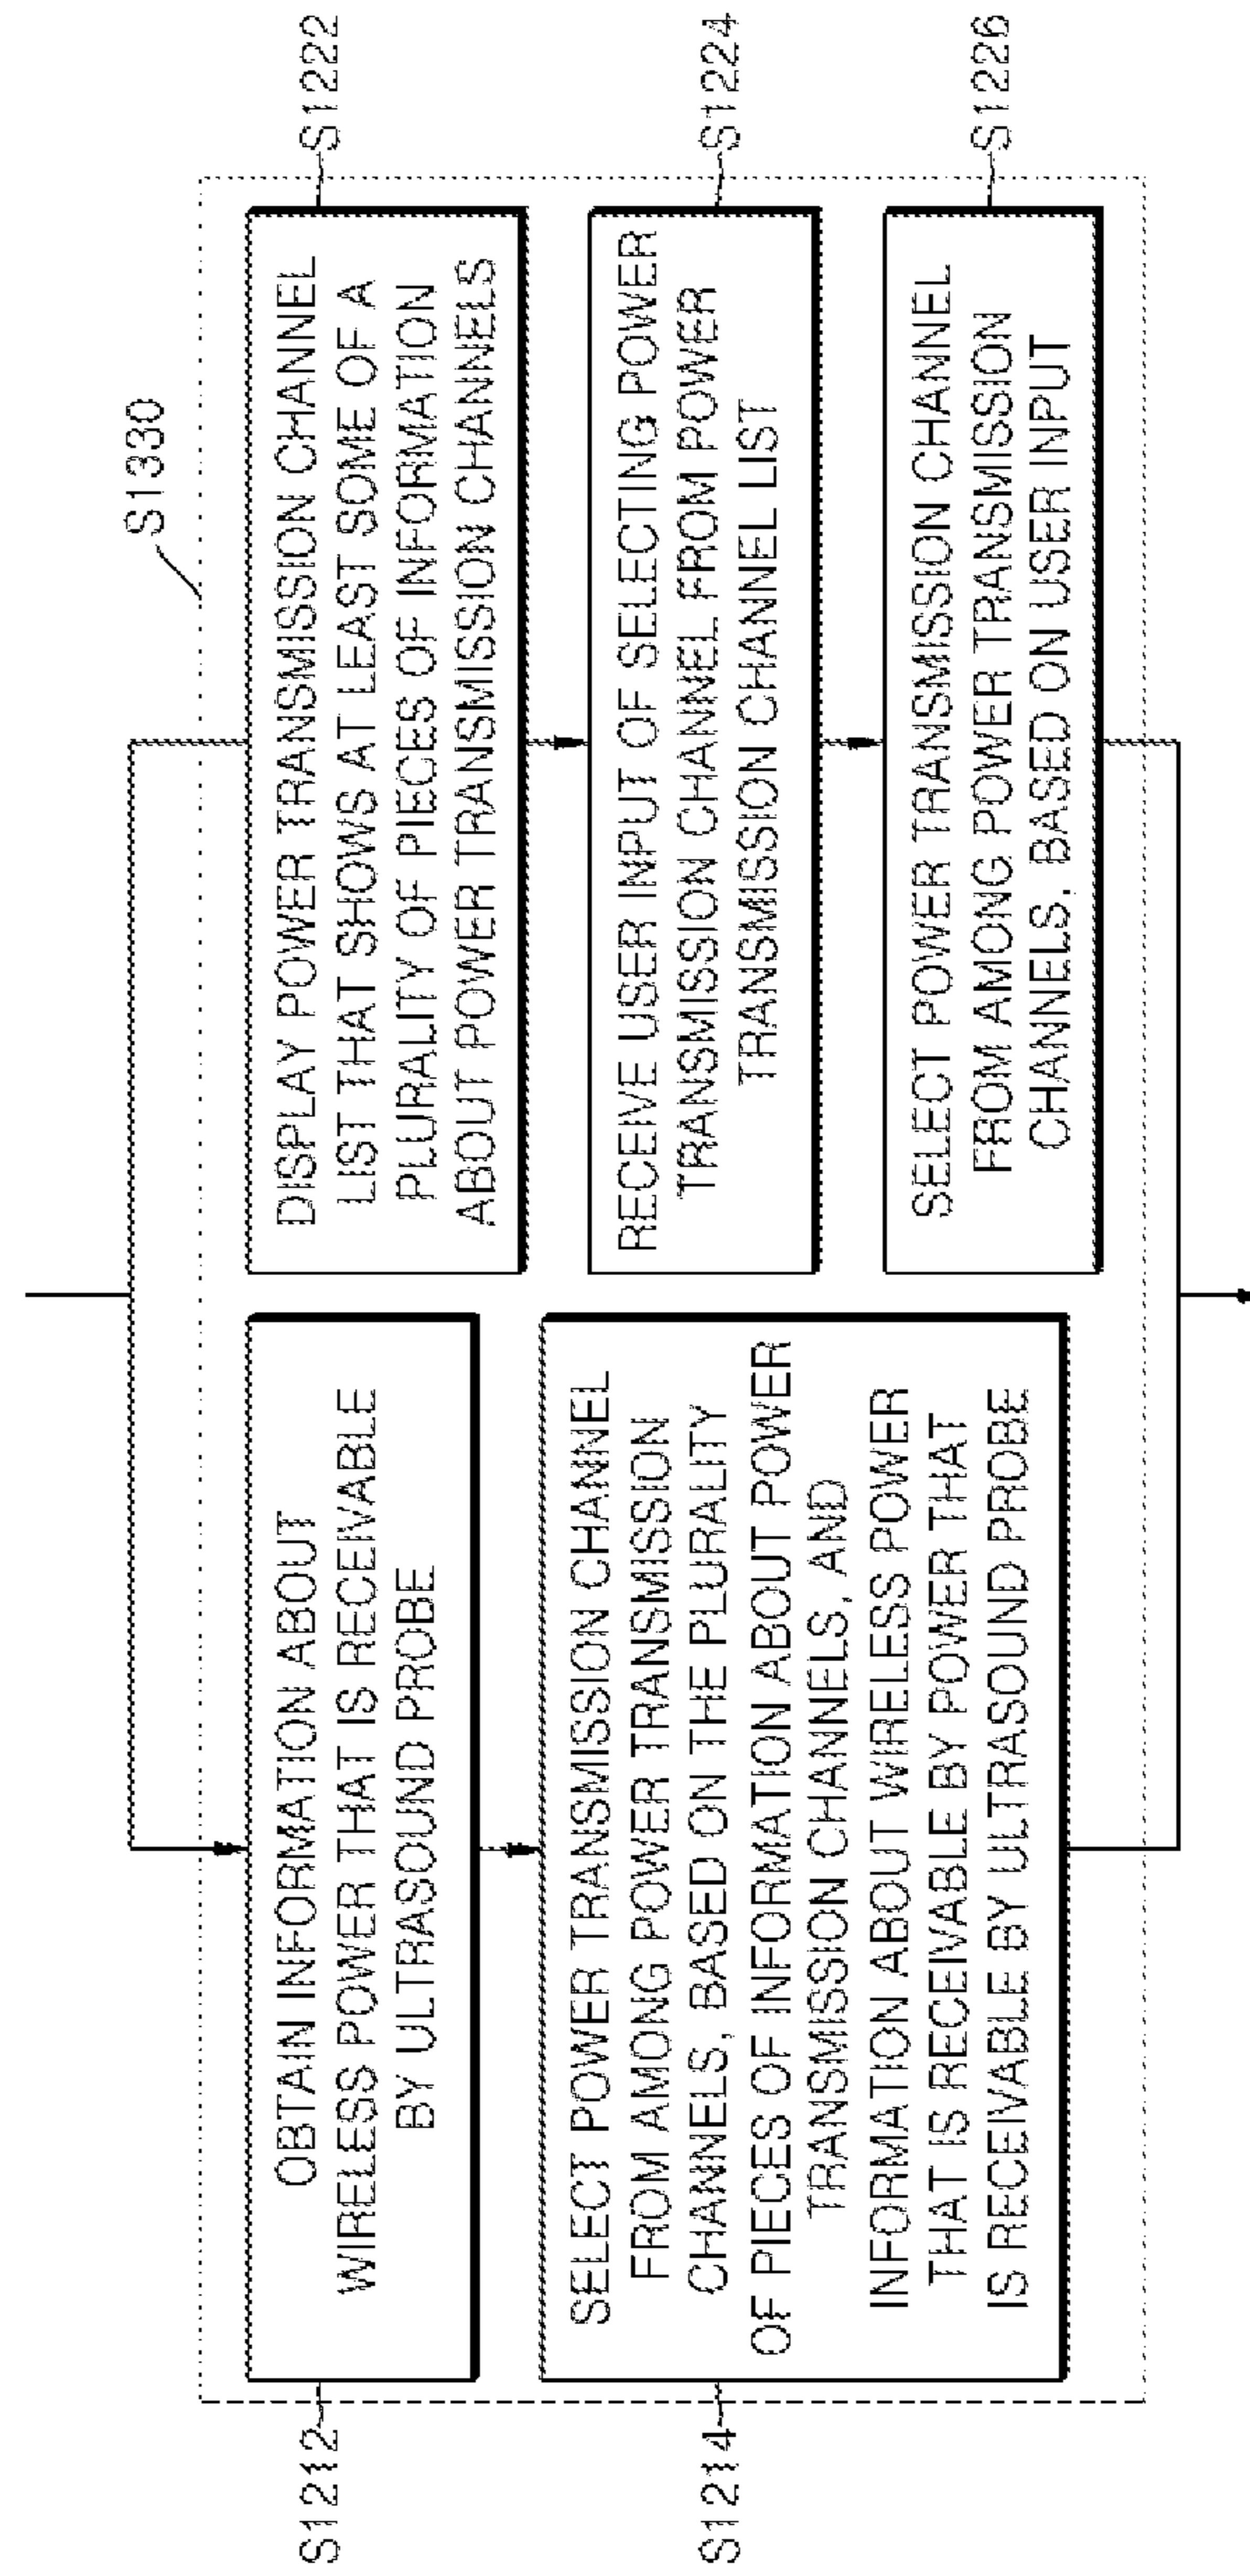 S1330
S1212
OBTAIN INFORMATION ABOUT
WIRELESS POWER THAT IS RECEIVABLE
BY ULTRASOUND PROBE
S1214
SELECT POWER TRANSMISSION CHANNEL
FROM AMONG POWER TRANSMISSION
CHANNELS, BASED ON THE PLURALITY
OF PIECES OF INFORMATION ABOUT POWER
TRANSMISSION CHANNELS, AND
INFORMATION ABOUT WIRELESS POWER
THAT IS RECEIVABLE BY POWER THAT
IS RECEIVABLE BY ULTRASOUND PROBE
DISPLAY POWER TRANSMISSION CHANNEL
LIST THAT SHOWS AT LEAST SOME OF A
PLURALITY OF PIECES OF INFORMATION
ABOUT POWER TRANSMISSION CHANNELS
S1222
RECEIVE USER INPUT OF SELECTING POWER
TRANSMISSION CHANNEL FROM POWER
TRANSMISSION CHANNEL LIST
S1224
SELECT POWER TRANSMISSION CHANNEL
FROM AMONG POWER TRANSMISSION
CHANNELS, BASED ON USER INPUT
S1226